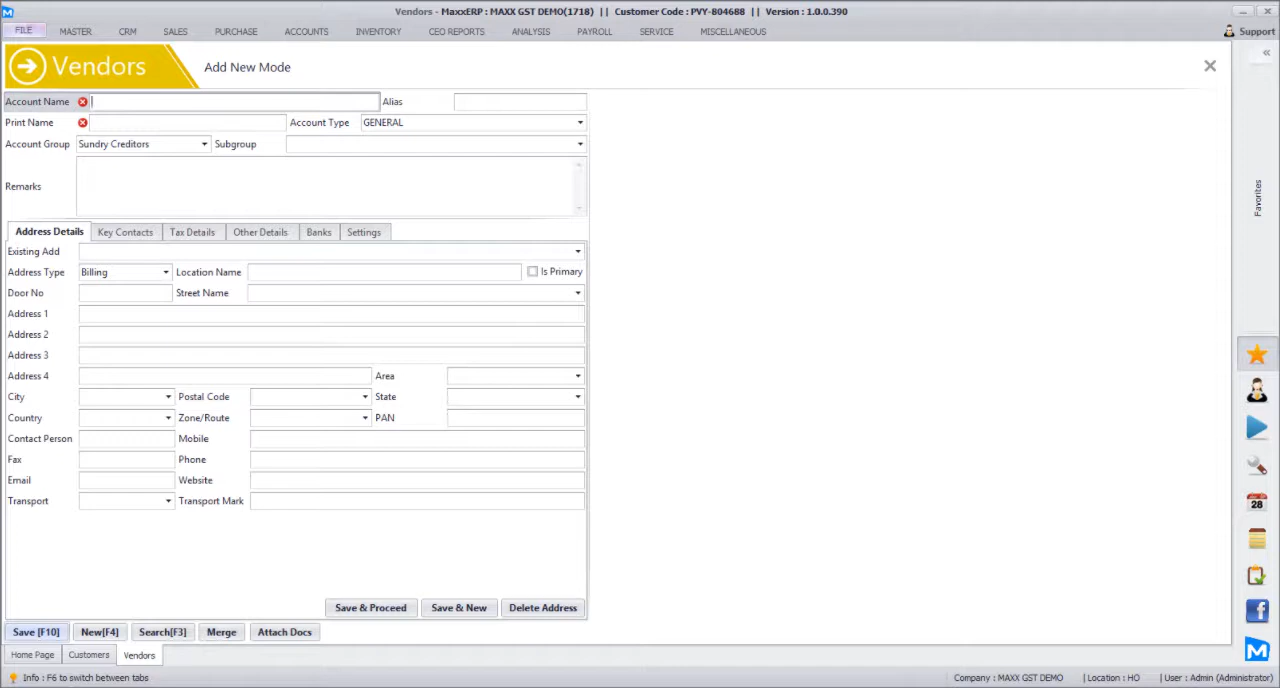 Vendors - MaxxERP : MAXX GST DEMO(1718) || Customer Code : PVY-804688 || Version : 1.0.0.390
FILE MASTER CRM SALES PURCHASE ACCOUNTS INVENTORY CEO REPORTS ANALYSIS PAYROLL SERVICE MISCELLANEOUS Support
Vendors Add New Mode
Account Name Alias
Print Name Account Type GENERAL
Account Group Sundry Creditors Subgroup
Remarks
Address Details Key Contacts Tax Details Other Details Banks Settings
Existing Add
Address Type Billing Location Name Is Primary
Door No Street Name
Address 1
Address 2
Address 3
Address 4 Area
City Postal Code State
Country Zone/Route PAN
Contact Person Mobile
Fax Phone
Email Website
Transport Transport Mark
Save & Proceed Save & New Delete Address
Save [F10] New[F4] Search[F3] Merge Attach Docs
Home Page Customers Vendors
Info : F6 to switch between tabs Company : MAXX GST DEMO | Location : HO | User : Admin (Administrator)
Favorites
28